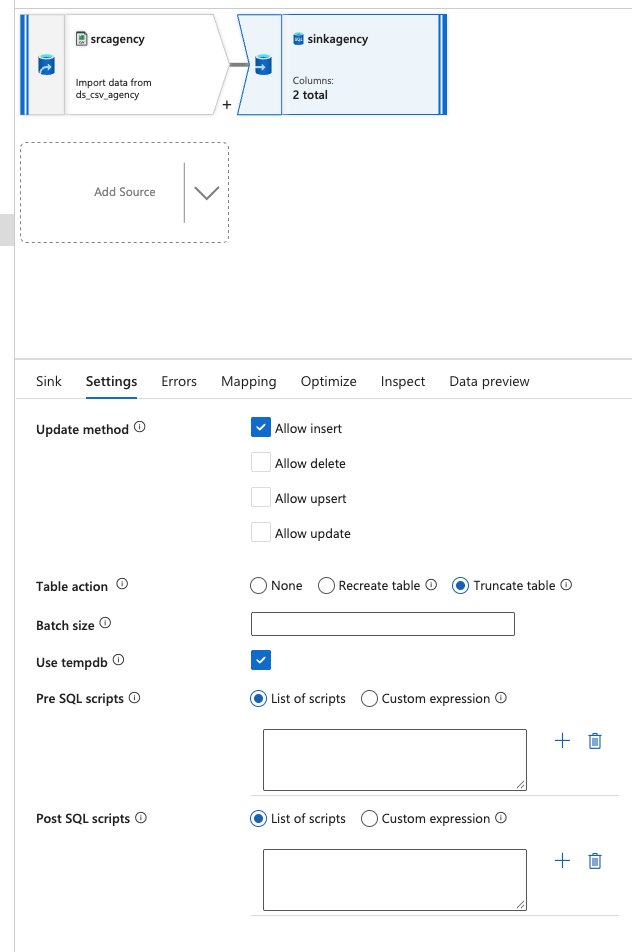 srcagency
Import data from
ds_csv_agency
+
SQL
sinkagency
Columns:
2 total
Add Source
Sink Settings Errors Mapping Optimize Inspect Data preview
Update method
Allow insert
Allow delete
Allow upsert
Allow update
Table action
None Recreate table Truncate table
Batch size
Use tempdb
Pre SQL scripts
List of scripts Custom expression
Post SQL scripts
List of scripts Custom expression